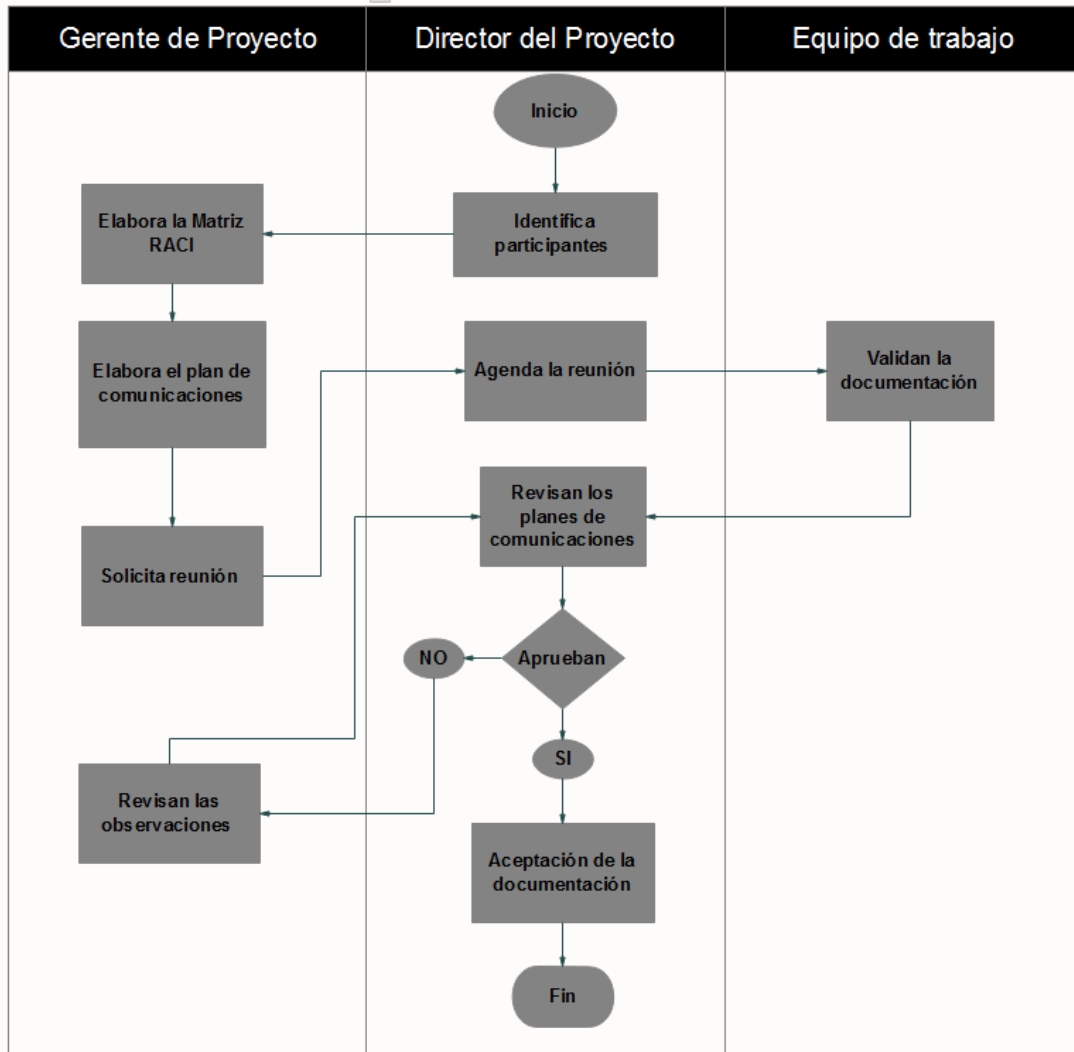 Gerente de Proyecto
Director del Proyecto
Equipo de trabajo
Inicio
Identifica
participantes
Elabora la Matriz
RACI
Elabora el plan de
comunicaciones
Solicita reunión
Agenda la reunión
Validan la
documentación
Revisan los
planes de
comunicaciones
Aprueban
NO
SI
Revisan las
observaciones
Aceptación de la
documentación
Fin